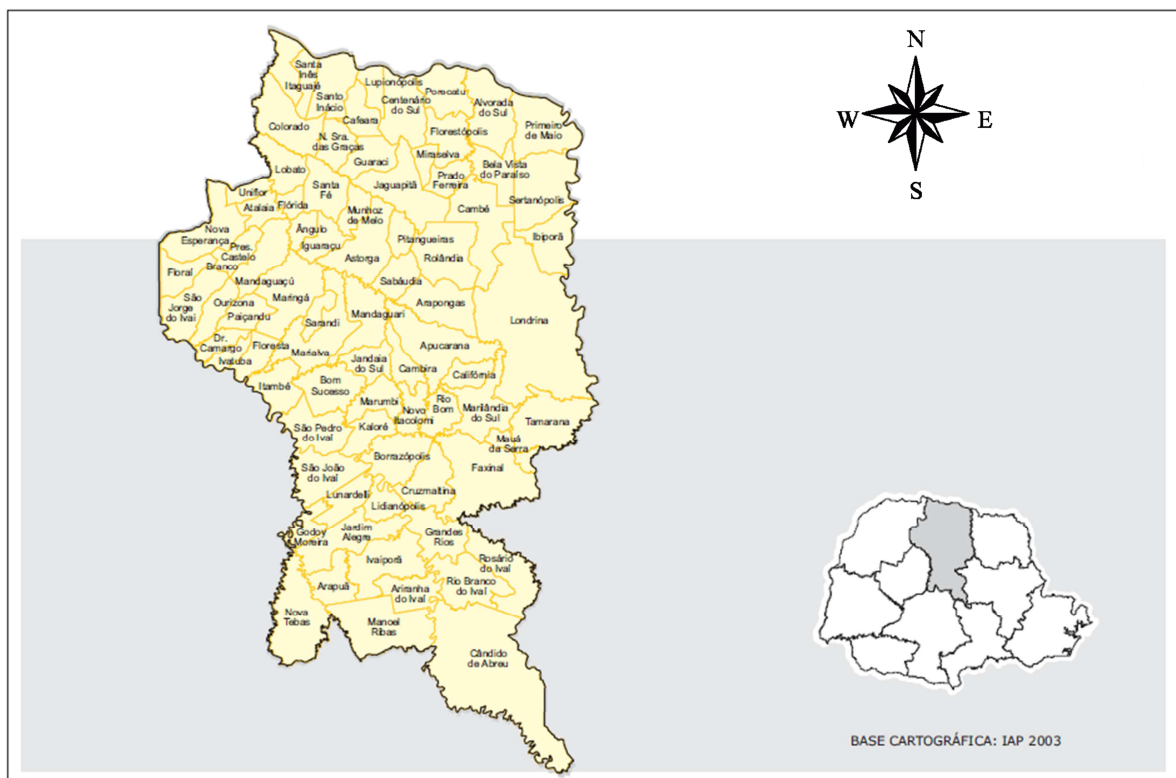 N
W
E
S
Santa
Inês
Itaguajé
Santo
Inácio
Lupionópolis
Centenário
do Sul
Porecatu
Alvorada
do Sul
Primeiro
de Maio
Cafeara
Colorado
N. Sra.
das Graças
Florestópolis
Guaraci
Miraselva
Bela Vista
do Paraíso
Lobato
Prado
Ferreira
Jaguapitã
Santa
Fé
Uniflor
Atalaia
Flórida
Sertanópolis
Munhoz
de Melo
Cambé
Nova
Esperança
Ângulo
Iguaraçu
Pitangueiras
Ibiporã
Pres.
Castelo
Branco
Astorga
Rolândia
Floraí
Mandaguaçú
Sabáudia
São
Jorge
do Ivaí
Ourizona
Maringá
Arapongas
Paiçandu
Sarandi
Mandaguari
Londrina
Dr.
Camargo
Floresta
Marialva
Apucarana
Ivatuba
Jandaia
do Sul
Cambira
Califórnia
Itambé
Bom
Sucesso
Marumbi
Novo
Itacolomi
Rio
Bom
Marilândia
do Sul
Tamarana
São Pedro
do Ivaí
Kaloré
Mauá
da Serra
Borrazópolis
Faxinal
São João
do Ivaí
Lunardelli
Cruzmaltina
Lidianópolis
Godoy
Moreira
Jardim
Alegre
Grandes
Rios
Ivaiporã
Rosário
do Ivaí
Arapuã
Ariranha
do Ivaí
Rio Branco
do Ivaí
Nova
Tebas
Manoel
Ribas
Cândido
de Abreu
BASE CARTOGRÁFICA: IAP 2003